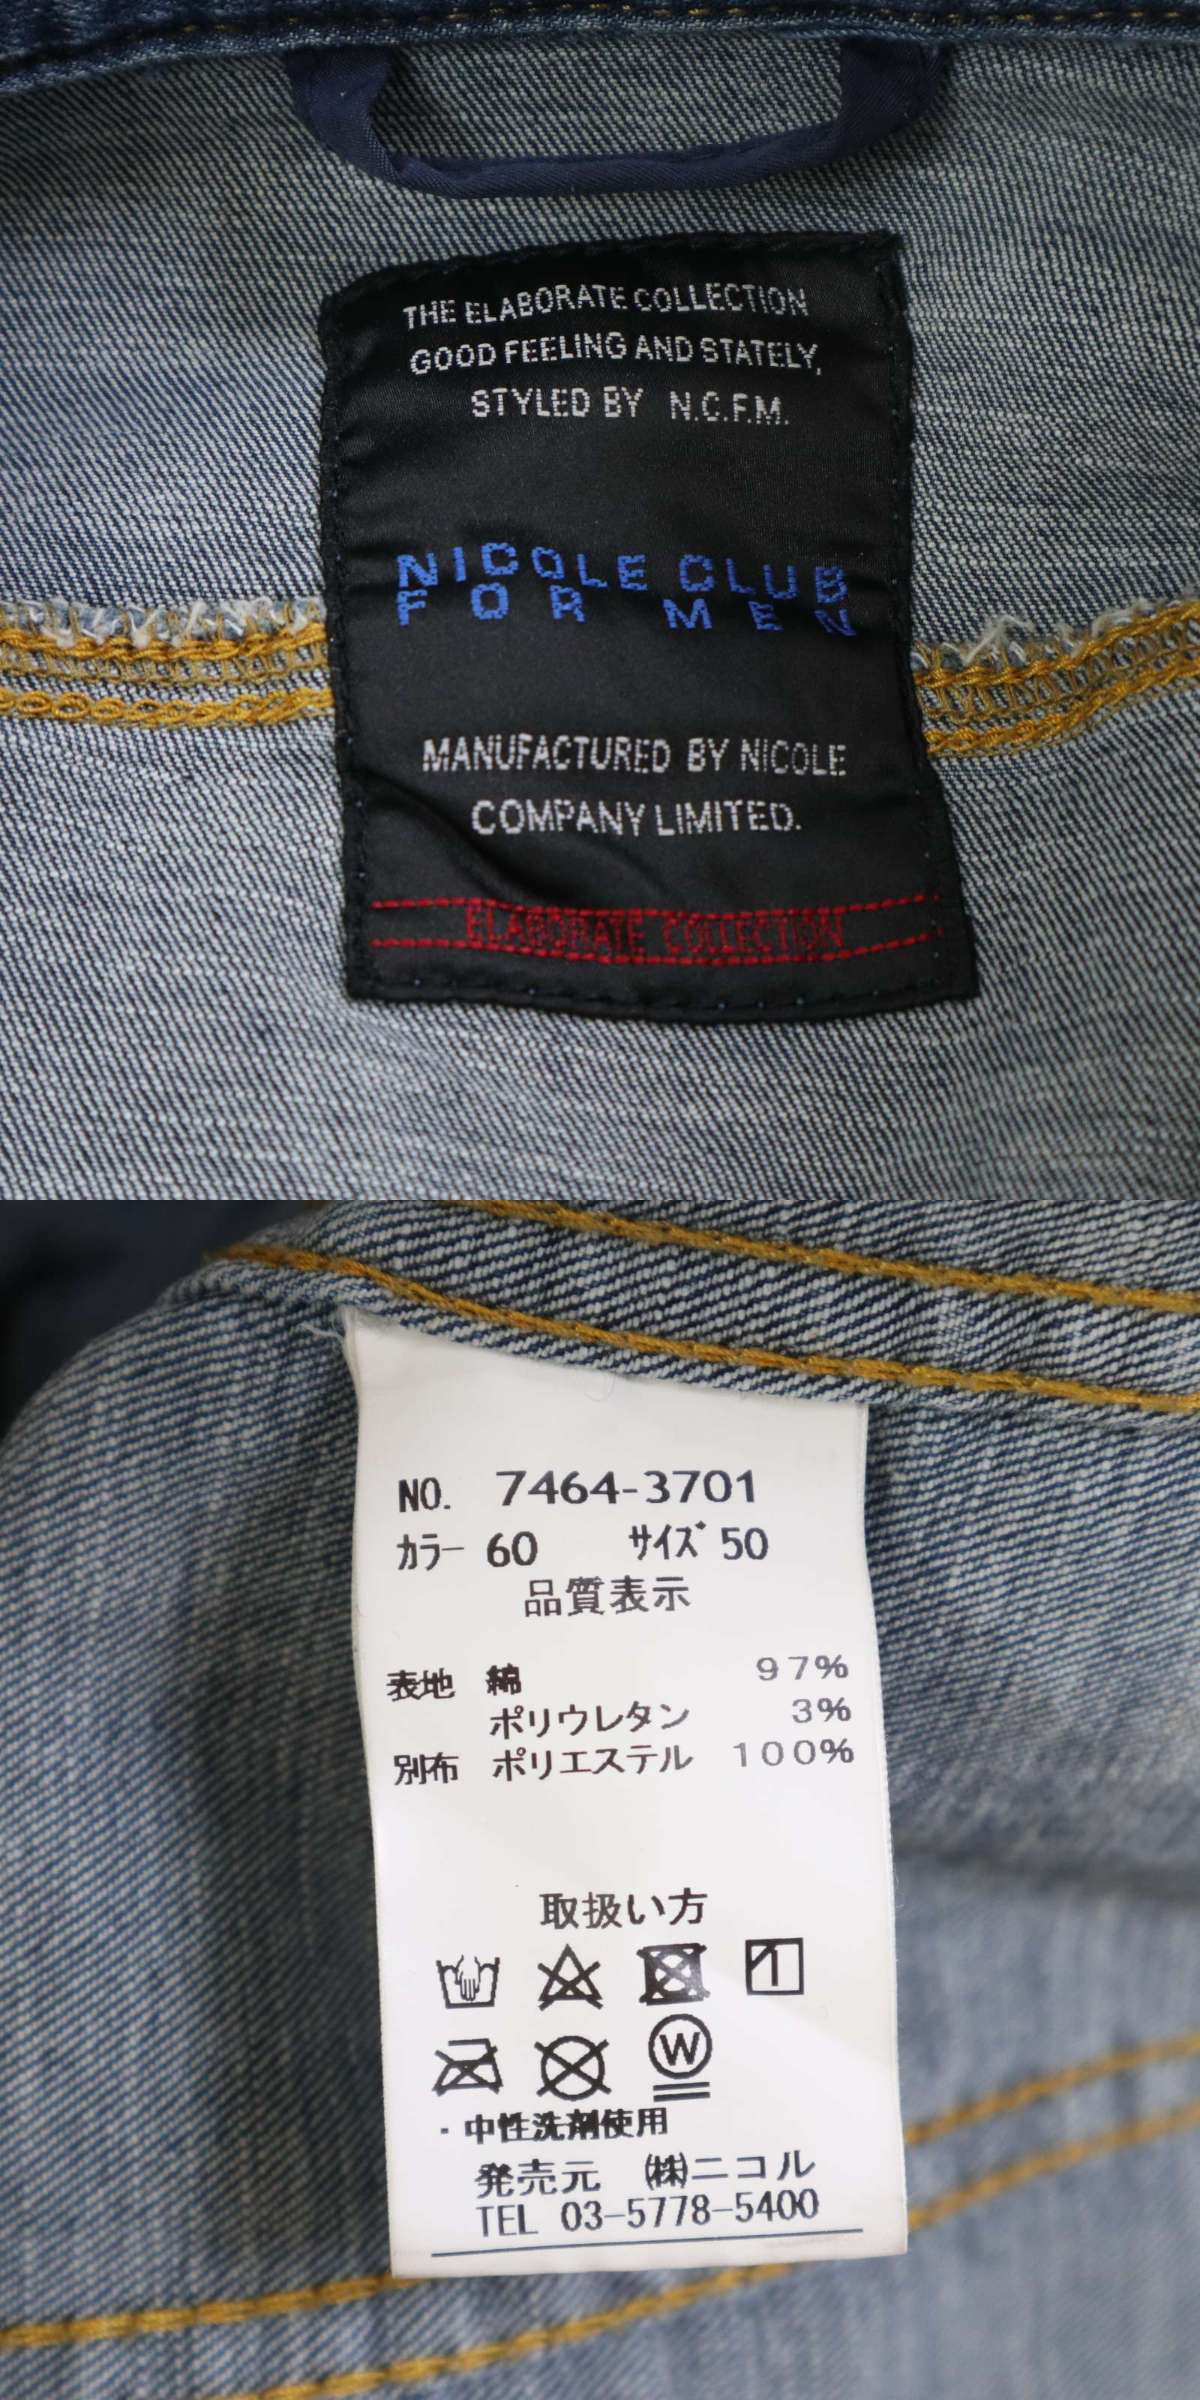 THE ELABORATE COLLECTION
GOOD FEELING AND STATELY,
STYLED BY N.C.F.M.
NICOLE CLUB
FOR MEN
MANUFACTURED BY NICOLE
COMPANY LIMITED.
ELABORATE COLLECTION
NO. 7464-3701
カラー 60 サイズ 50
品質表示
表地 綿 97%
ポリウレタン 3%
別布 ポリエステル 100%
取扱い方
1
W
・中性洗剤使用
発売元 ㈱ニコル
TEL 03-5778-5400